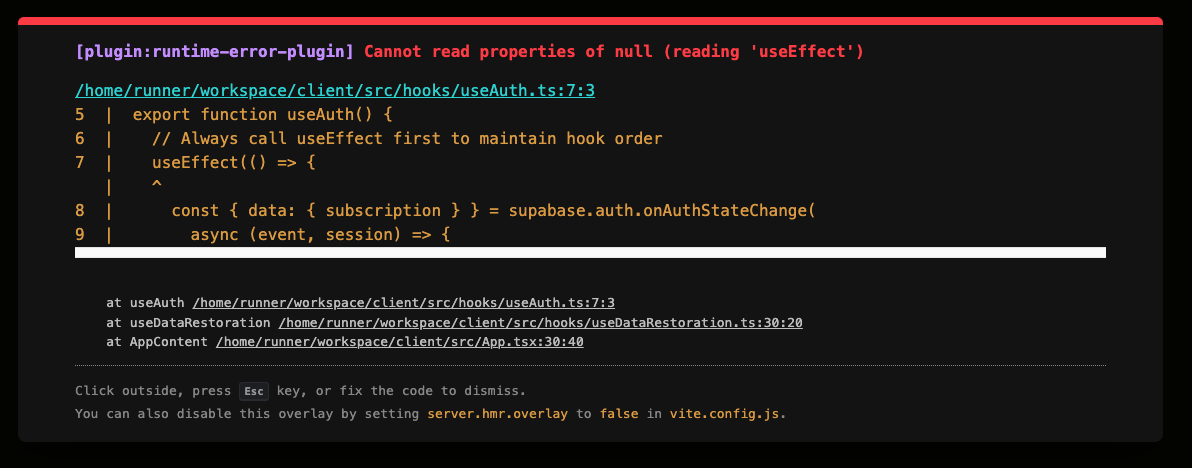 [plugin:runtime-error-plugin] Cannot read properties of null (reading 'useEffect')
/home/runner/workspace/client/src/hooks/useAuth.ts:7:3
5  |  export function useAuth() {
6  |    // Always call useEffect first to maintain hook order
7  |    useEffect(() => {
   |    ^
8  |      const { data: { subscription } } = supabase.auth.onAuthStateChange(
9  |        async (event, session) => {
at useAuth /home/runner/workspace/client/src/hooks/useAuth.ts:7:3
at useDataRestoration /home/runner/workspace/client/src/hooks/useDataRestoration.ts:30:20
at AppContent /home/runner/workspace/client/src/App.tsx:30:40
Click outside, press Esc key, or fix the code to dismiss.
You can also disable this overlay by setting server.hmr.overlay to false in vite.config.js.